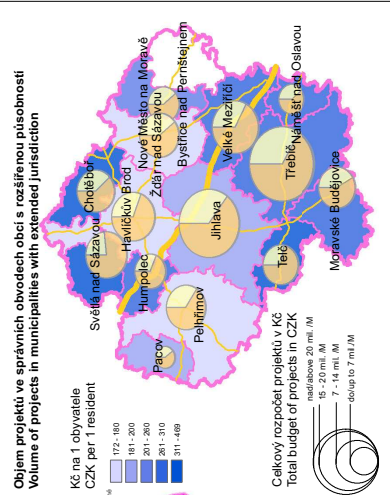 Objem projektů ve správních obvodech obcí s rozšířenou působností
Volume of projects in municipalities with extended jurisdiction
Kč na 1 obyvatele
CZK per 1 resident
172 - 180
181 - 200
201 - 260
261 - 310
311 - 469
Celkový rozpočet projektů v Kč
Total budget of projects in CZK
nad/above 20 mil. /M
15 - 20 mil. /M
7 - 14 mil. /M
do/up to 7 mil./M
Pacov
Pelhřimov
Humpolec
Světlá nad Sázavou
Havlíčkův Brod
Chotěboř
Jihlava
Telč
Třebíč
Moravské Budějovice
Náměšť nad Oslavou
Velké Meziříčí
Žďár nad Sázavou
Nové Město na Moravě
Bystřice nad Pernštejnem